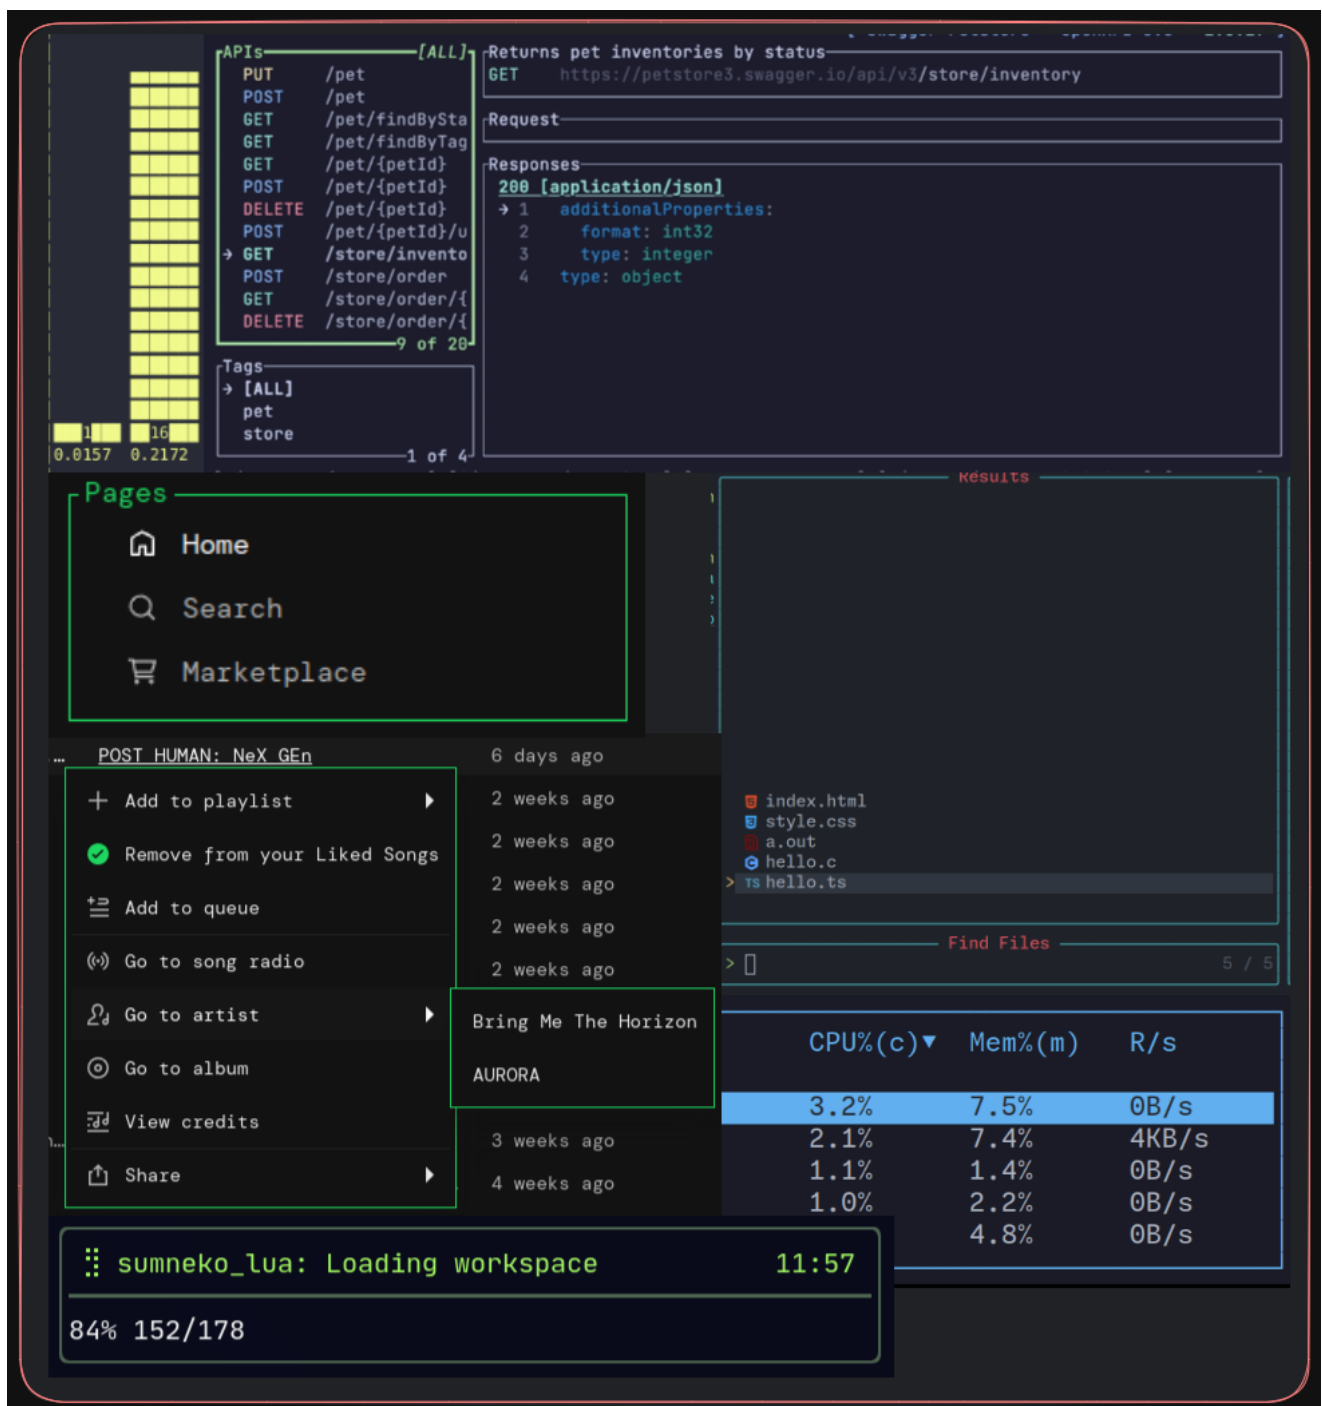 APIs [ALL]
PUT /pet
POST /pet
GET /pet/findBySta
GET /pet/findByTag
GET /pet/{petId}
POST /pet/{petId}
DELETE /pet/{petId}
POST /pet/{petId}/u
→ GET /store/invento
POST /store/order
GET /store/order/{
DELETE /store/order/{
9 of 20
Tags
→ [ALL]
pet
store
1 of 4
1 16
0.0157 0.2172
Returns pet inventories by status
GET https://petstore3.swagger.io/api/v3/store/inventory
Request
Responses
200 [application/json]
→ 1 additionalProperties:
2 format: int32
3 type: integer
4 type: object
Pages
Home
Search
Marketplace
Results
index.html
style.css
a.out
hello.c
> TS hello.ts
Find Files
> 5 / 5
… POST HUMAN: NeX GEn 6 days ago
Add to playlist
Remove from your Liked Songs
Add to queue
Go to song radio
Go to artist
Go to album
View credits
Share
2 weeks ago
2 weeks ago
2 weeks ago
2 weeks ago
2 weeks ago
Bring Me The Horizon
AURORA
3 weeks ago
4 weeks ago
CPU%(c)▼ Mem%(m) R/s
3.2% 7.5% 0B/s
2.1% 7.4% 4KB/s
1.1% 1.4% 0B/s
1.0% 2.2% 0B/s
4.8% 0B/s
sumneko_lua: Loading workspace 11:57
84% 152/178